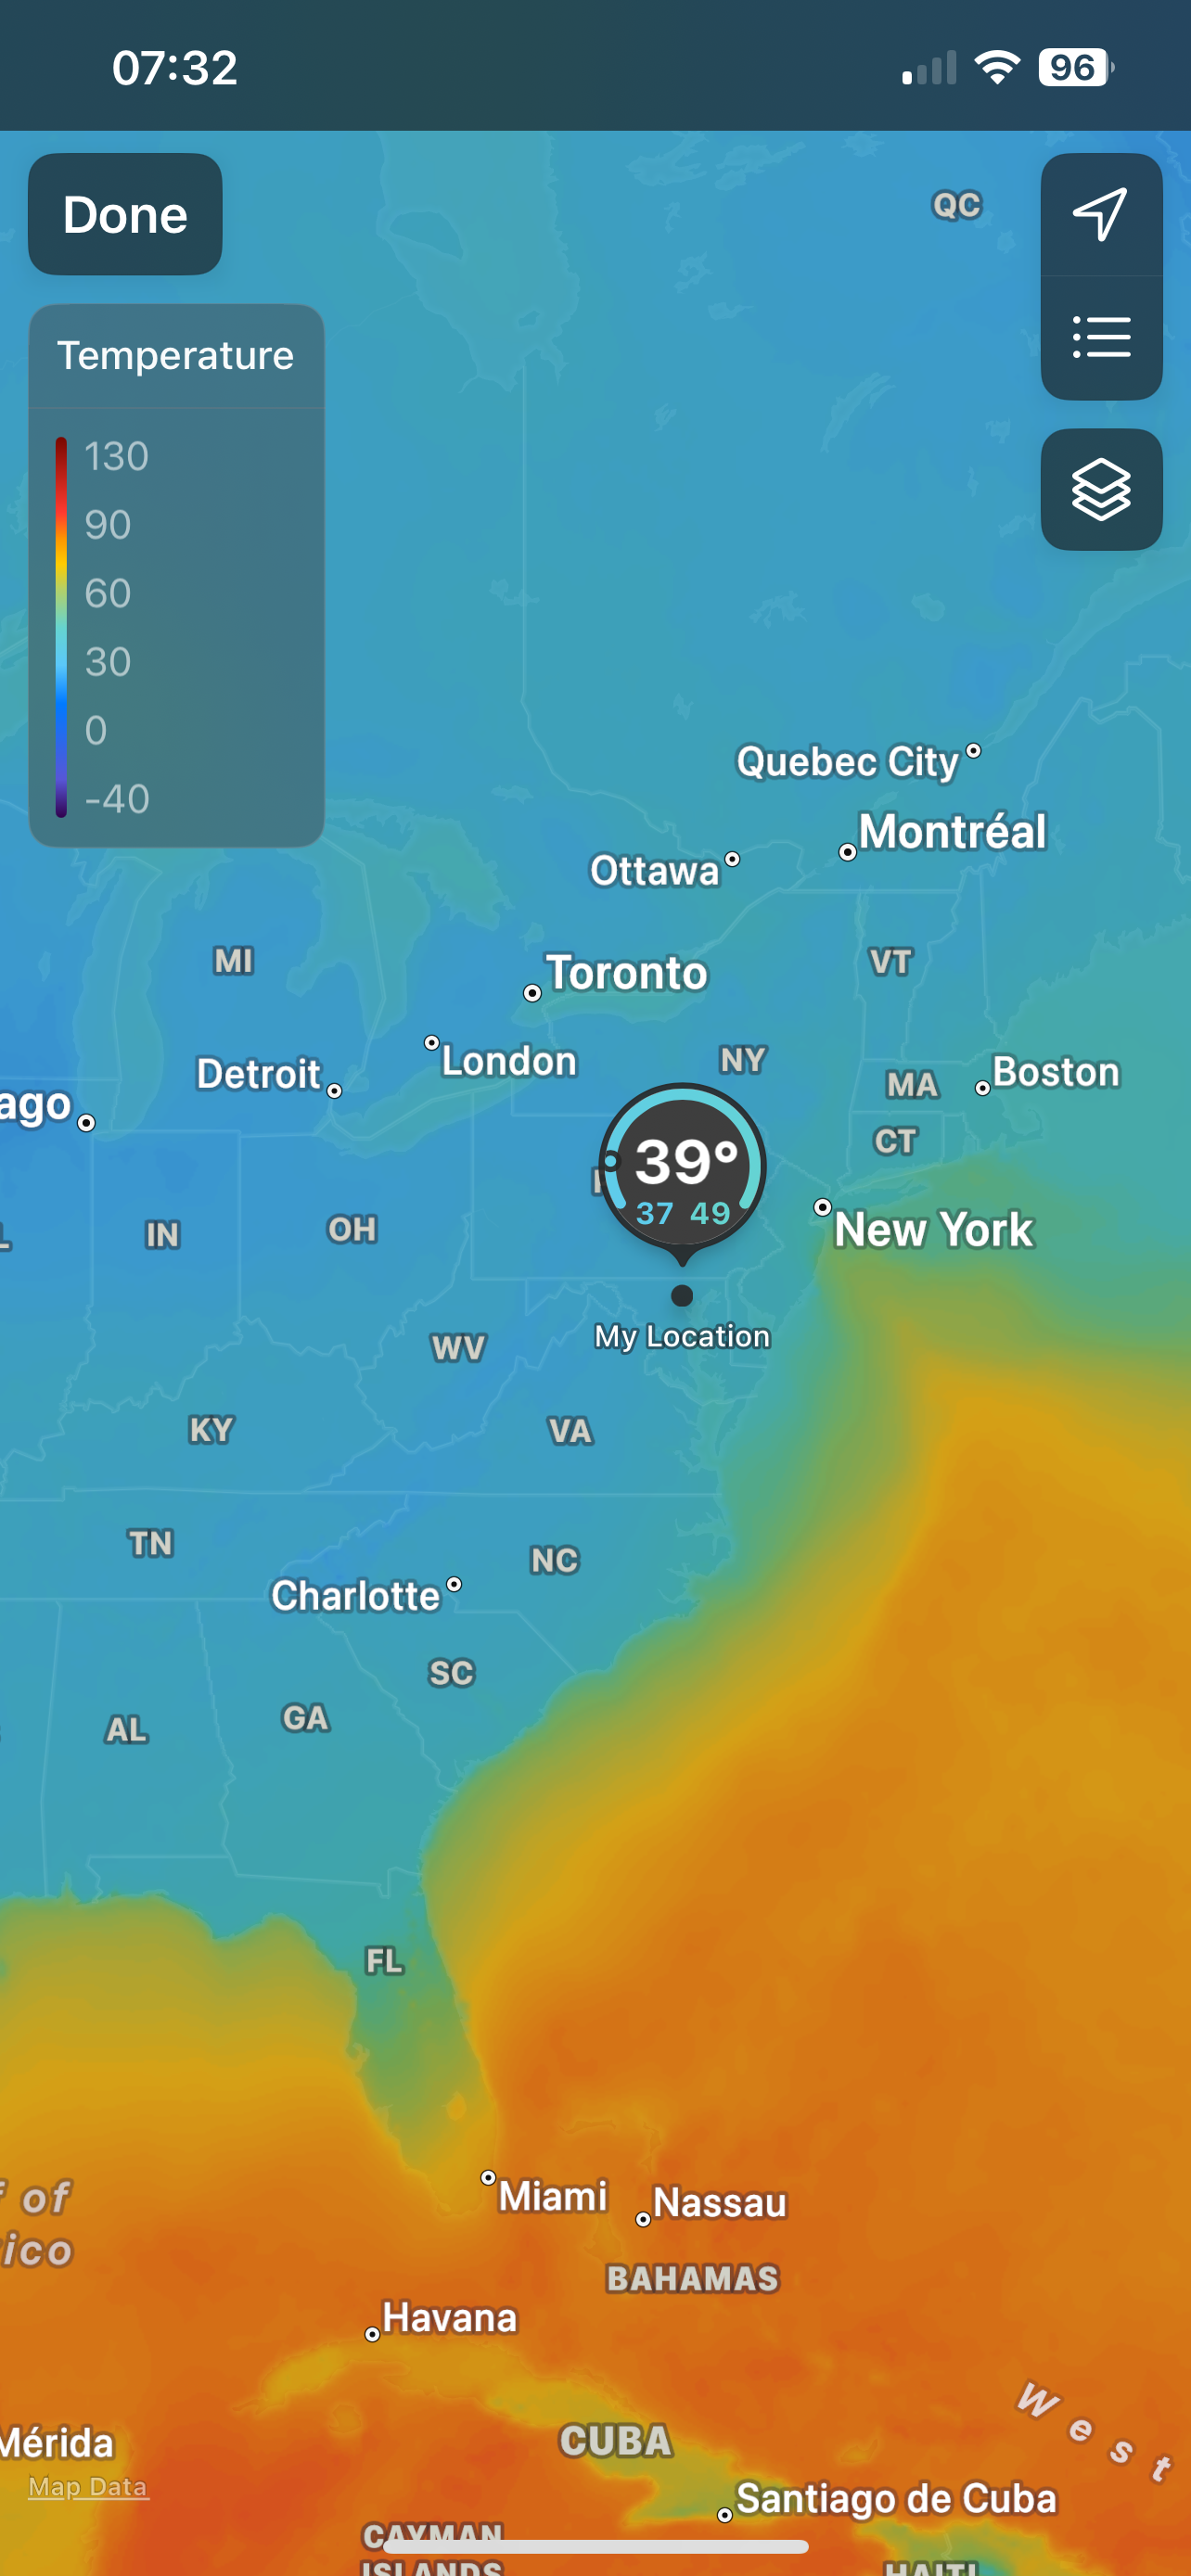 07:32
96
Done
Temperature
130
90
60
30
0
-40
QC
Quebec City
Montréal
Ottawa
MI
Toronto
VT
London
NY
Detroit
MA
Boston
ago
CT
39°
37 49
New York
IN
OH
My Location
WV
KY
VA
TN
NC
Charlotte
SC
GA
AL
FL
Miami
Nassau
of
ico
BAHAMAS
Havana
West
Mérida
CUBA
Map Data
Santiago de Cuba
CAYMAN
ISLANDS
HAITI